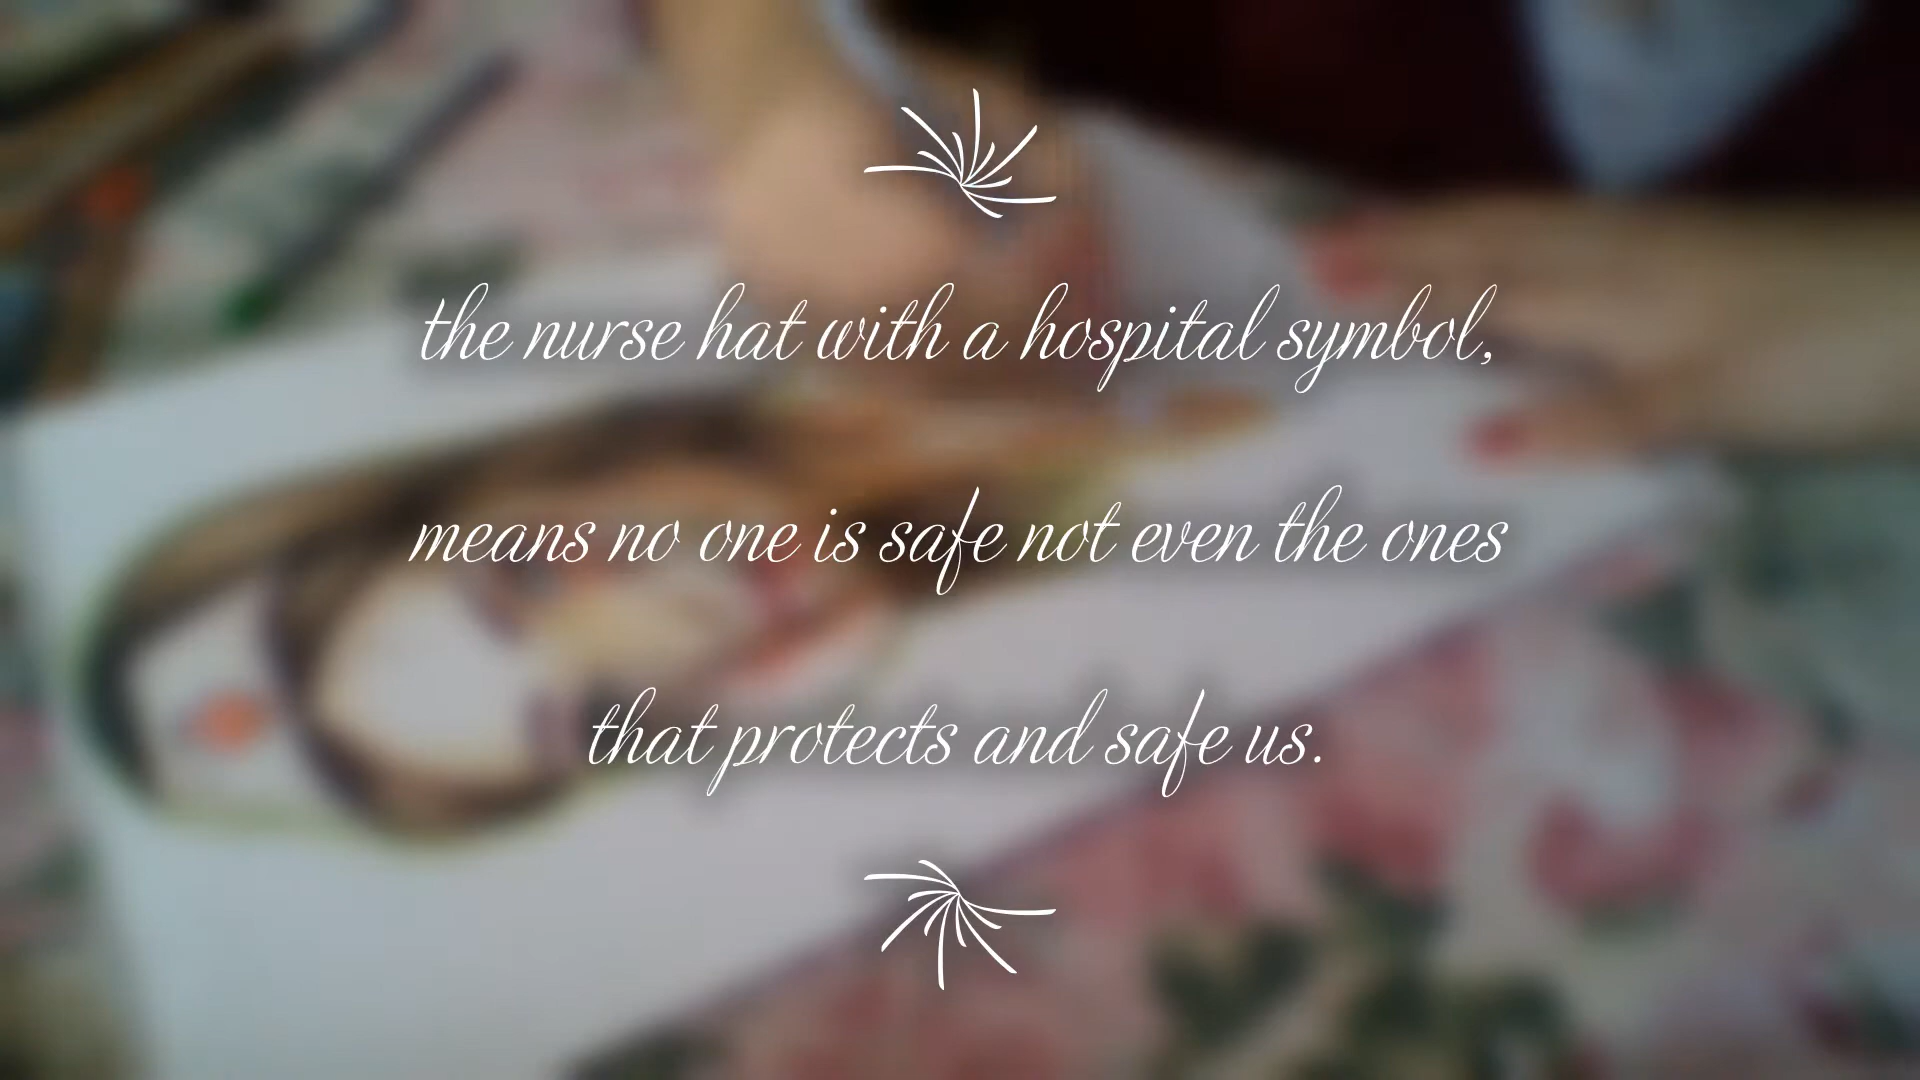 the nurse hat with a hospital symbol,
means no one is safe not even the ones
that protects and safe us.